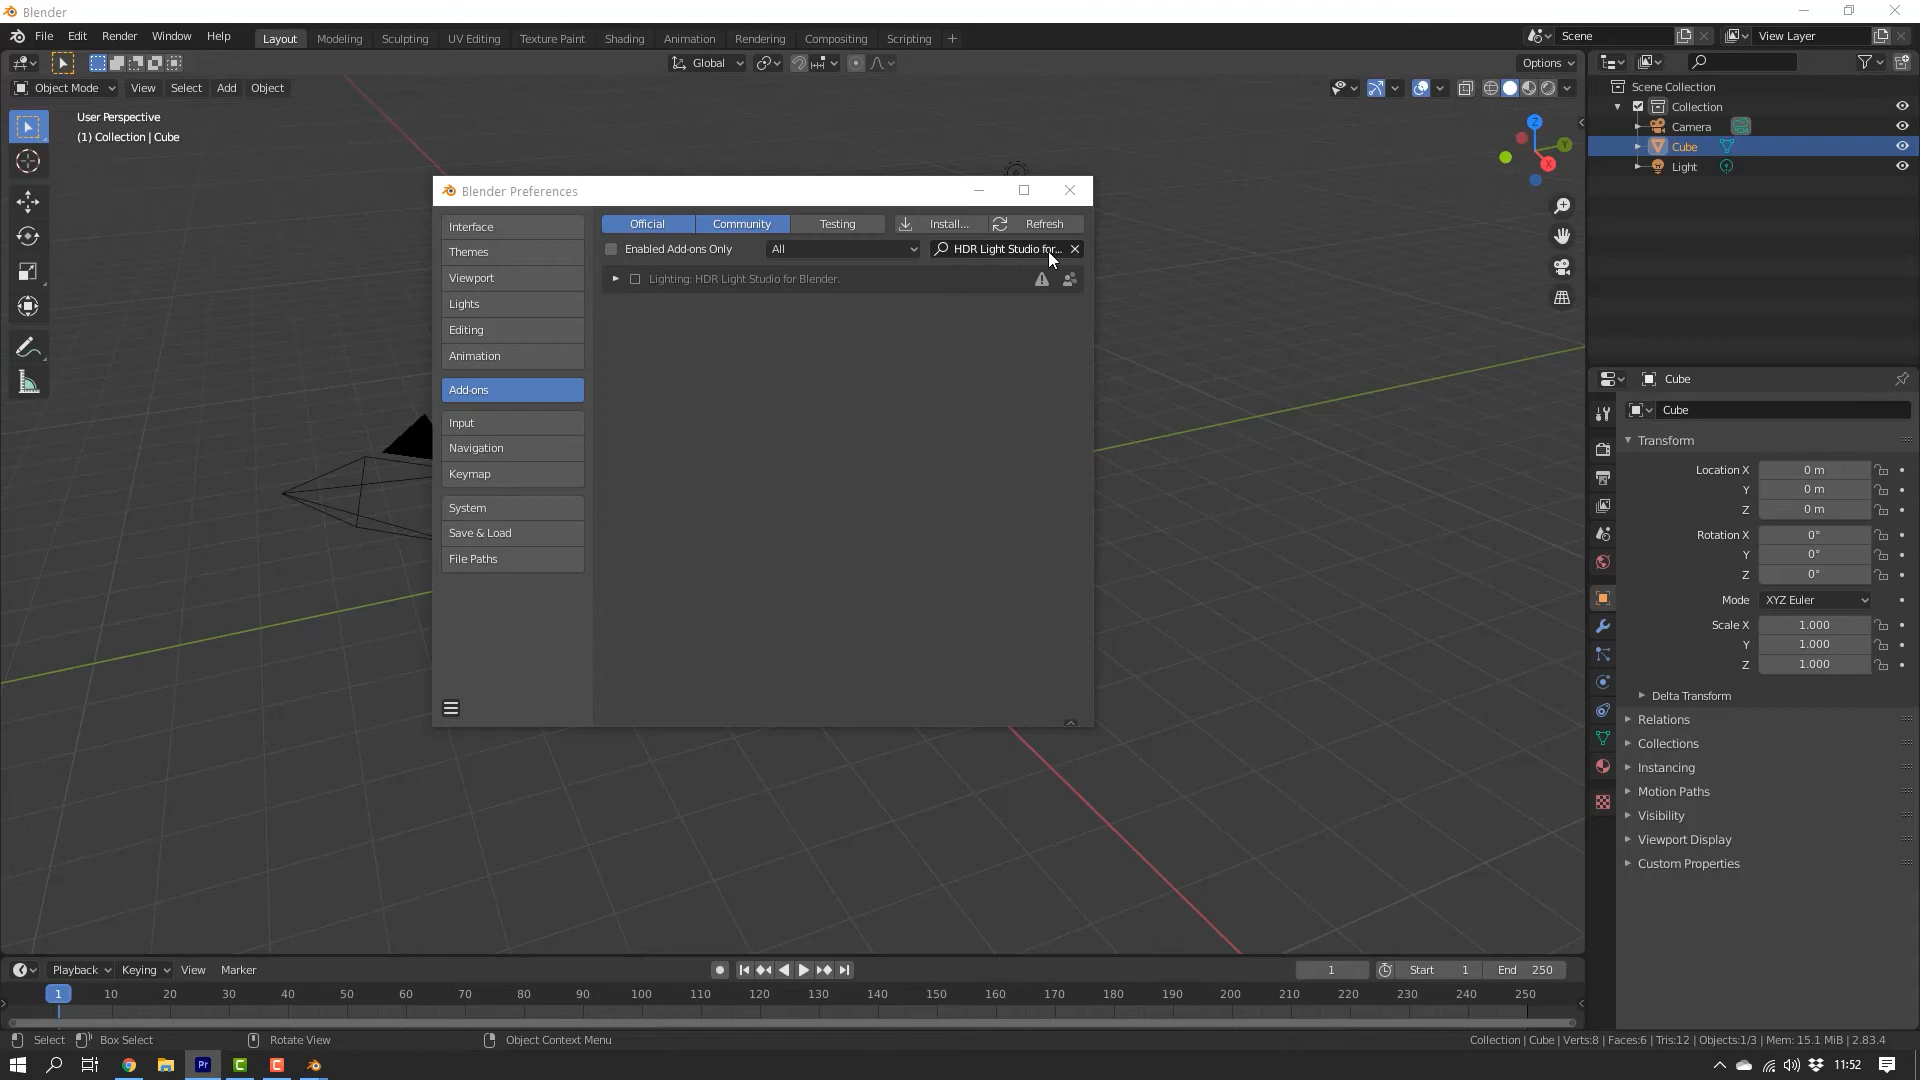 Blender
File Edit Render Window Help Layout Modeling Sculpting UV Editing Texture Paint Shading Animation Rendering Compositing Scripting + Scene View Layer
Global Options
Object Mode View Select Add Object
User Perspective
(1) Collection | Cube
Z
Y
X
Scene Collection
Collection
Camera
Cube
Light
Blender Preferences
Interface
Themes
Viewport
Lights
Editing
Animation
Add-ons
Input
Navigation
Keymap
System
Save & Load
File Paths
Official Community Testing Install... Refresh
Enabled Add-ons Only All HDR Light Studio for...
Lighting: HDR Light Studio for Blender.
Cube
Cube
Transform
Location X 0 m
Y 0 m
Z 0 m
Rotation X 0°
Y 0°
Z 0°
Mode XYZ Euler
Scale X 1.000
Y 1.000
Z 1.000
Delta Transform
Relations
Collections
Instancing
Motion Paths
Visibility
Viewport Display
Custom Properties
Playback Keying View Marker 1 Start 1 End 250
1 10 20 30 40 50 60 70 80 90 100 110 120 130 140 150 160 170 180 190 200 210 220 230 240 250
Select Box Select Rotate View Object Context Menu Collection | Cube | Verts:8 | Faces:6 | Tris:12 | Objects:1/3 | Mem: 15.1 MiB | 2.83.4
Pr C C 11:52